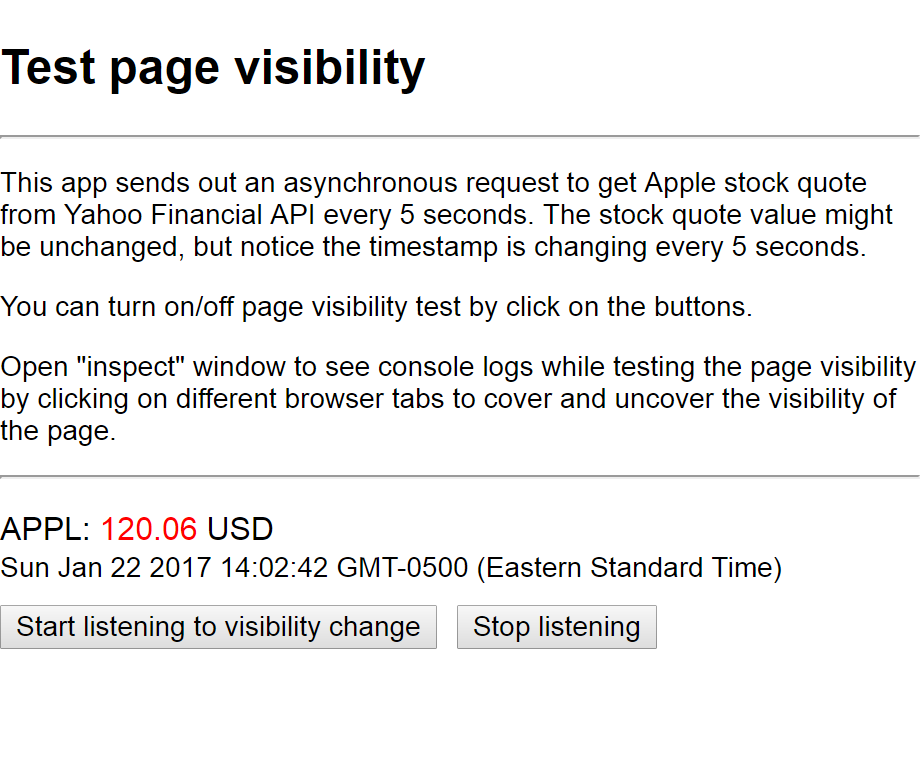 Test page visibility
This app sends out an asynchronous request to get Apple stock quote
from Yahoo Financial API every 5 seconds. The stock quote value might
be unchanged, but notice the timestamp is changing every 5 seconds.
You can turn on/off page visibility test by click on the buttons.
Open "inspect" window to see console logs while testing the page visibility
by clicking on different browser tabs to cover and uncover the visibility of
the page.
APPL: 120.06 USD
Sun Jan 22 2017 14:02:42 GMT-0500 (Eastern Standard Time)
Start listening to visibility change Stop listening